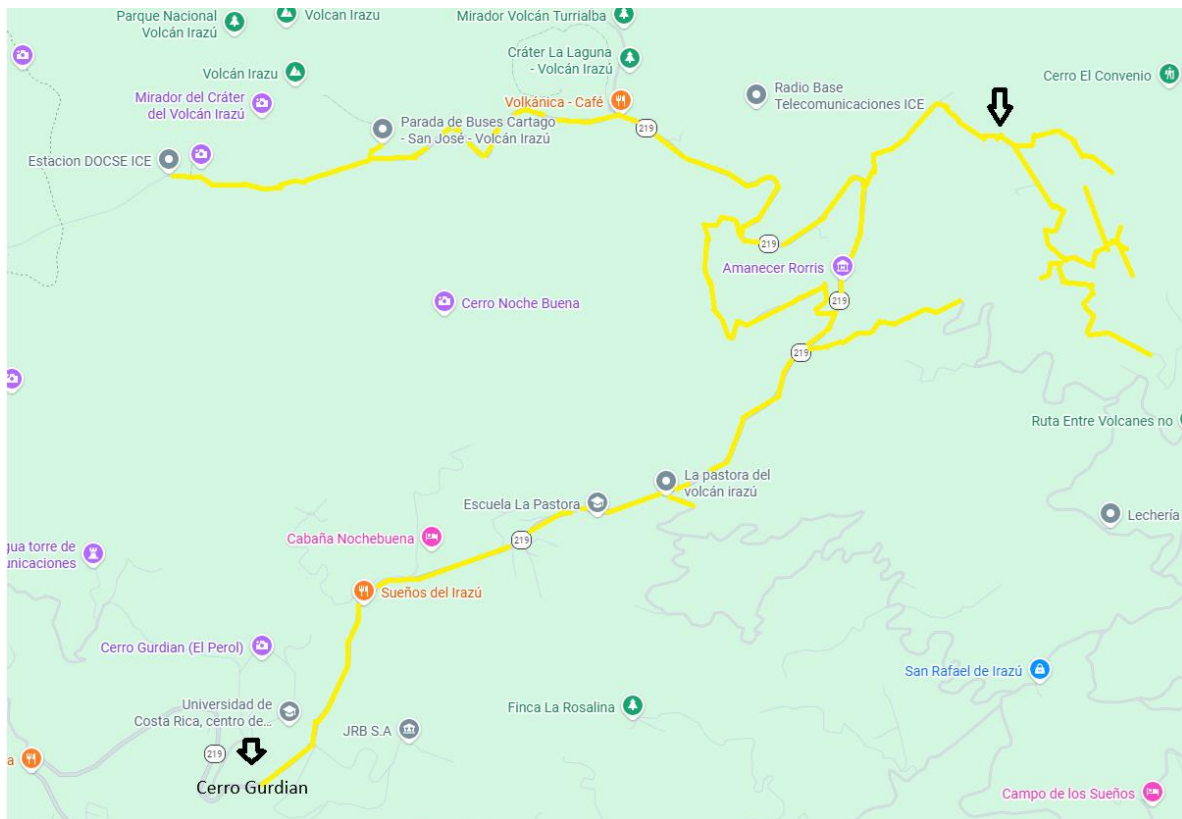 Parque Nacional
Volcán Irazú
Volcan Irazu
Mirador Volcán Turrialba
Cráter La Laguna
- Volcán Irazú
Volcán Irazu
Cerro El Convenio
Mirador del Cráter
del Volcán Irazú
Volkánica - Café
Radio Base
Telecomunicaciones ICE
Parada de Buses Cartago
- San José - Volcán Irazú
219
Estacion DOCSE ICE
219
Amanecer Rorris
Cerro Noche Buena
219
219
Ruta Entre Volcanes no
La pastora del
volcán irazú
Escuela La Pastora
Lechería
Cabaña Nochebuena
219
gua torre de
unicaciones
Sueños del Irazú
Cerro Gurdian (El Perol)
San Rafael de Irazú
Universidad de
Costa Rica, centro de...
Finca La Rosalina
JRB S.A
219
a
Cerro Gurdian
Campo de los Sueños